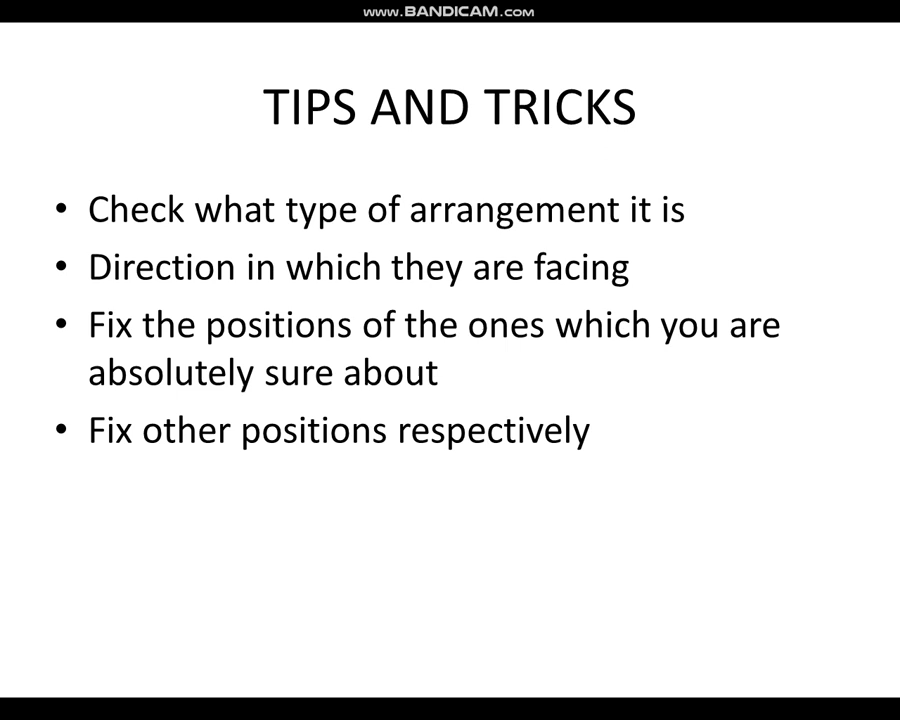 www.BANDICAM.com
TIPS AND TRICKS
• Check what type of arrangement it is
• Direction in which they are facing
• Fix the positions of the ones which you are
absolutely sure about
• Fix other positions respectively